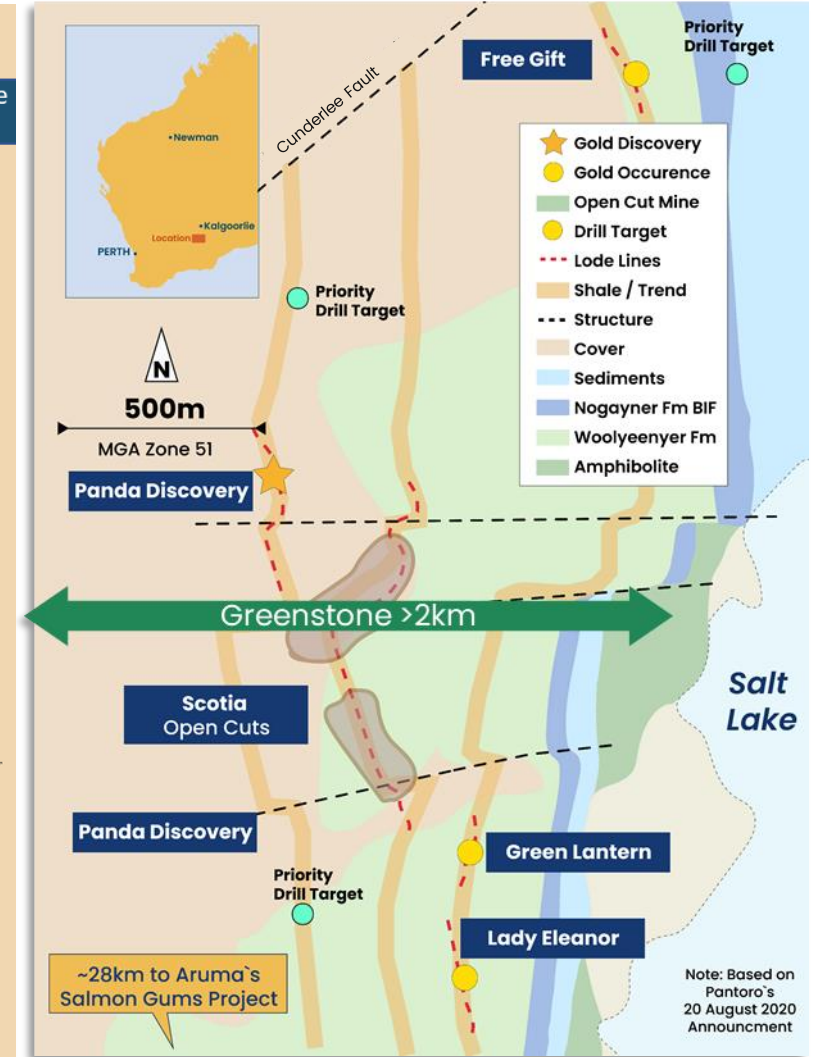 e
Free Gift
Priority
Drill Target
Cunderlee Fault
Newman
Kalgoorlie
Location
PERTH
Gold Discovery
Gold Occurence
Open Cut Mine
Drill Target
Lode Lines
Shale / Trend
Structure
Cover
Sediments
Nogayner Fm BIF
Woolyeenyer Fm
Amphibolite
Priority
Drill Target
N
500m
MGA Zone 51
Panda Discovery
Greenstone >2km
Scotia
Open Cuts
Salt
Lake
Panda Discovery
Green Lantern
Priority
Drill Target
Lady Eleanor
~28km to Aruma`s
Salmon Gums Project
Note: Based on
Pantoro`s
20 August 2020
Announcment